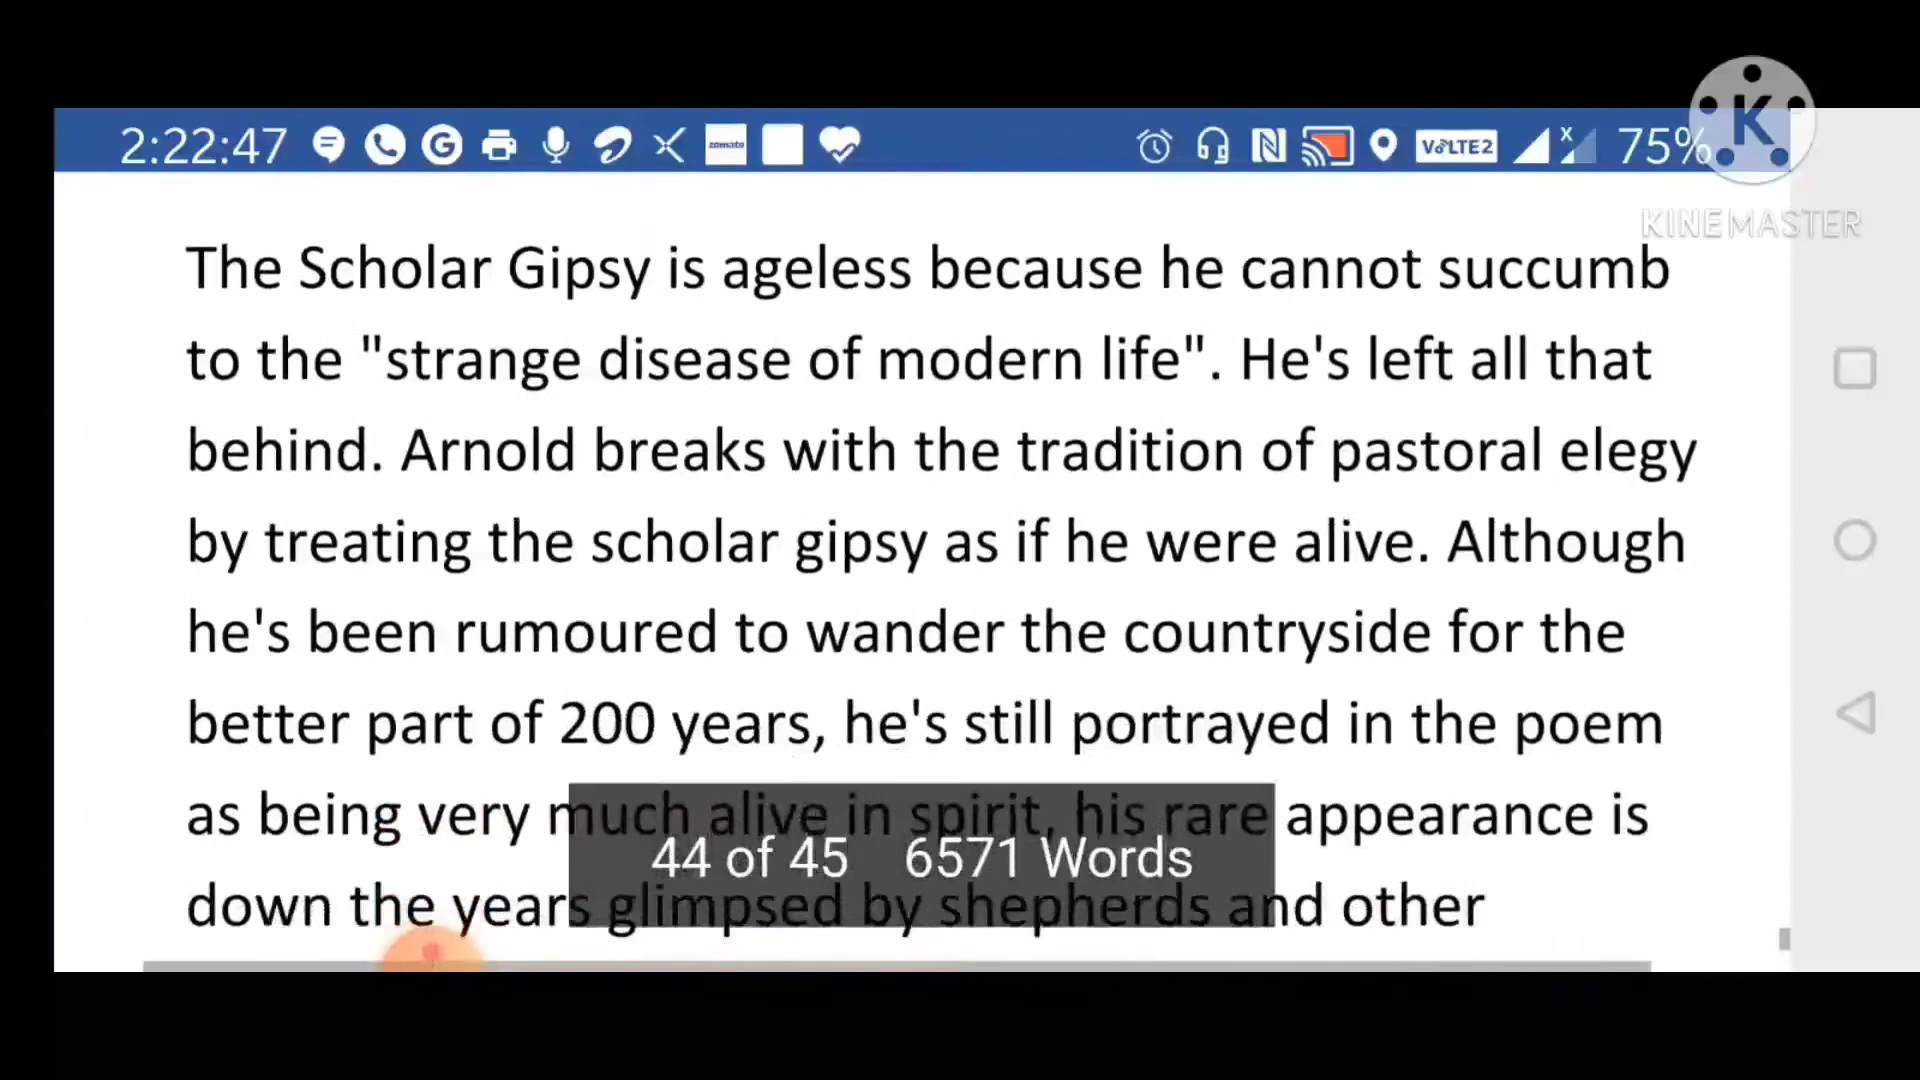 2:22:47 zomato VoLTE2 x 75%
K
KINEMASTER
The Scholar Gipsy is ageless because he cannot succumb
to the "strange disease of modern life". He's left all that
behind. Arnold breaks with the tradition of pastoral elegy
by treating the scholar gipsy as if he were alive. Although
he's been rumoured to wander the countryside for the
better part of 200 years, he's still portrayed in the poem
as being very much alive in spirit, his rare appearance is
44 of 45 6571 Words
down the years glimpsed by shepherds and other